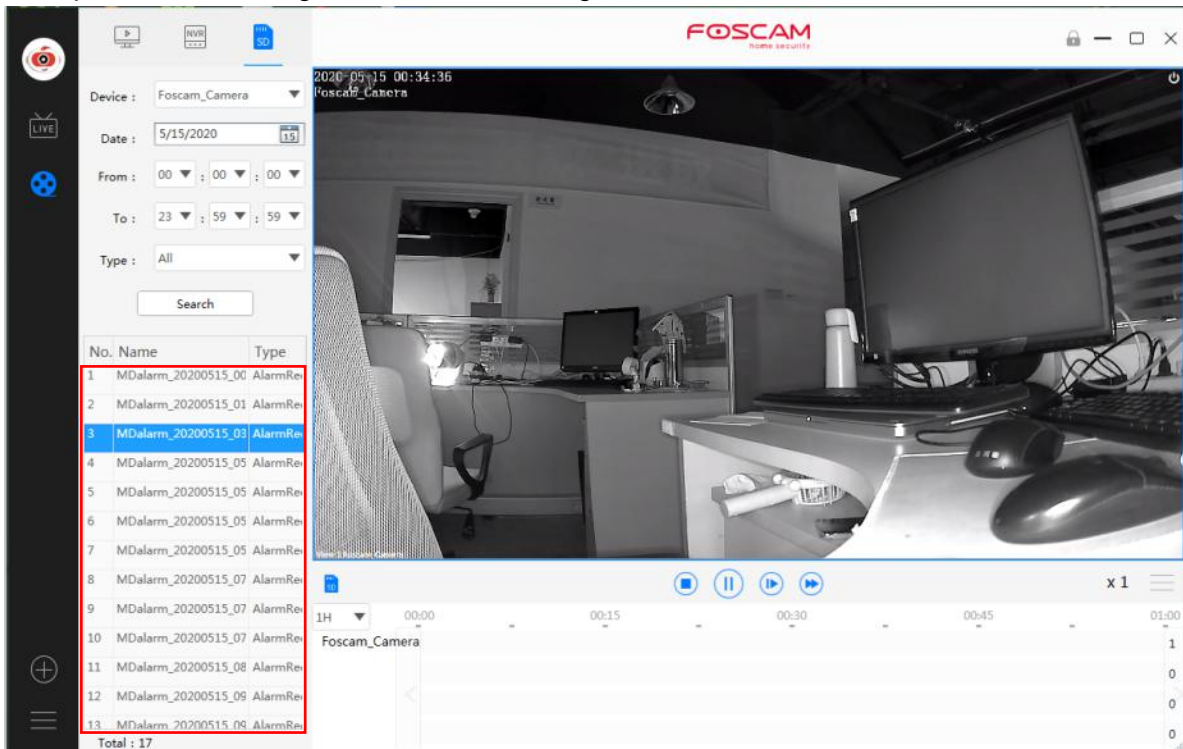 NVR
SD
FOSCAM
home security
LIVE
Device :
Foscam_Camera
Date :
5/15/2020
15
From :
00 : 00 : 00
To :
23 : 59 : 59
Type :
All
Search
No. Name Type
1 MDalarm_20200515_00 AlarmRe
2 MDalarm_20200515_01 AlarmRe
3 MDalarm_20200515_03 AlarmRe
4 MDalarm_20200515_05 AlarmRe
5 MDalarm_20200515_05 AlarmRe
6 MDalarm_20200515_05 AlarmRe
7 MDalarm_20200515_05 AlarmRe
8 MDalarm_20200515_07 AlarmRe
9 MDalarm_20200515_07 AlarmRe
10 MDalarm_20200515_07 AlarmRe
11 MDalarm_20200515_08 AlarmRe
12 MDalarm_20200515_09 AlarmRe
13 MDalarm_20200515_09 AlarmRe
Total : 17
2020-05-15 00:34:36
Foscam_Camera
SD
x 1
1H
00:00 00:15 00:30 00:45 01:00
Foscam_Camera
1
0
0
0